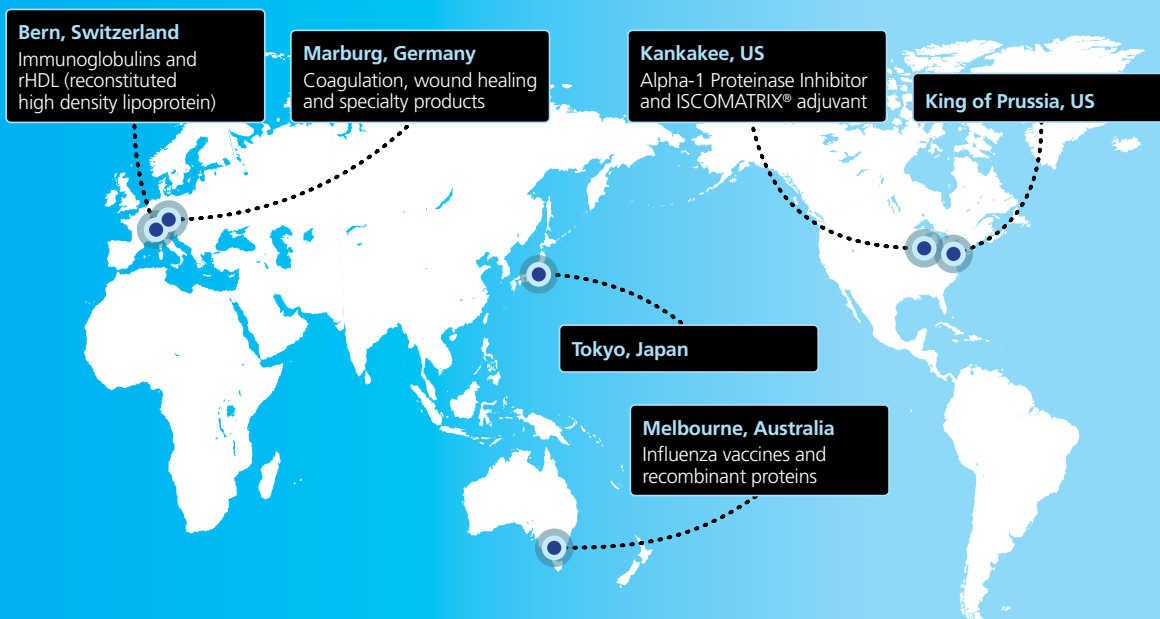 Bern, Switzerland
Immunoglobulins and
rHDL (reconstituted
high density lipoprotein)
Marburg, Germany
Coagulation, wound healing
and specialty products
Kankakee, US
Alpha-1 Proteinase Inhibitor
and ISCOMATRIX® adjuvant
King of Prussia, US
Tokyo, Japan
Melbourne, Australia
Influenza vaccines and
recombinant proteins